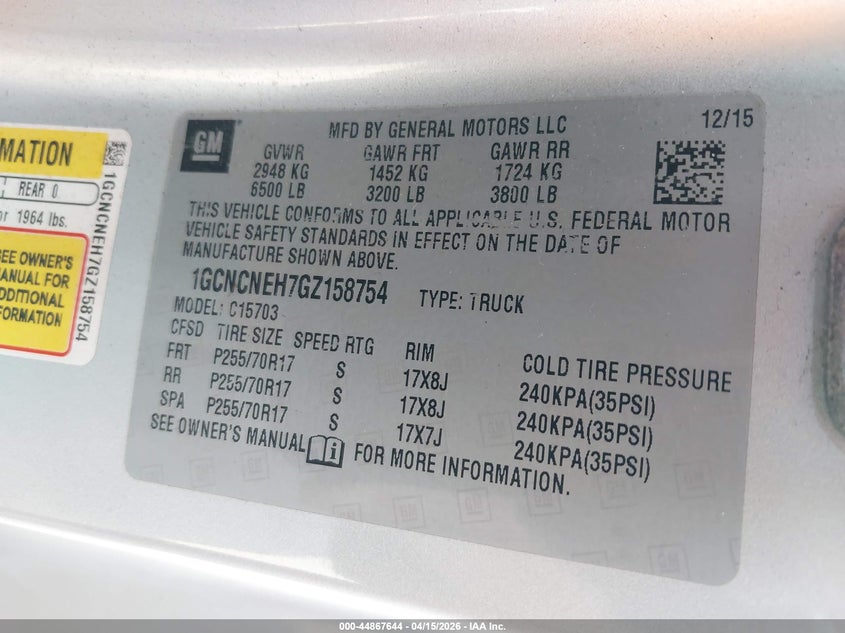 MATION
REAR 0
or 1964 lbs.
SEE OWNER'S
MANUAL FOR
ADDITIONAL
INFORMATION
1GCNCNEH7GZ158754
GM
MFD BY GENERAL MOTORS LLC
12/15
GVWR GAWR FRT GAWR RR
2948 KG 1452 KG 1724 KG
6500 LB 3200 LB 3800 LB
THIS VEHICLE CONFORMS TO ALL APPLICABLE U.S. FEDERAL MOTOR
VEHICLE SAFETY STANDARDS IN EFFECT ON THE DATE OF
MANUFACTURE SHOWN ABOVE.
1GCNCNEH7GZ158754 TYPE: TRUCK
MODEL: C15703
CFSD TIRE SIZE SPEED RTG RIM COLD TIRE PRESSURE
FRT P255/70R17 S 17X8J 240KPA(35PSI)
RR P255/70R17 S 17X8J 240KPA(35PSI)
SPA P255/70R17 S 17X7J 240KPA(35PSI)
SEE OWNER'S MANUAL FOR MORE INFORMATION.
000-44867644 | 04/15/2026 - IAA Inc.